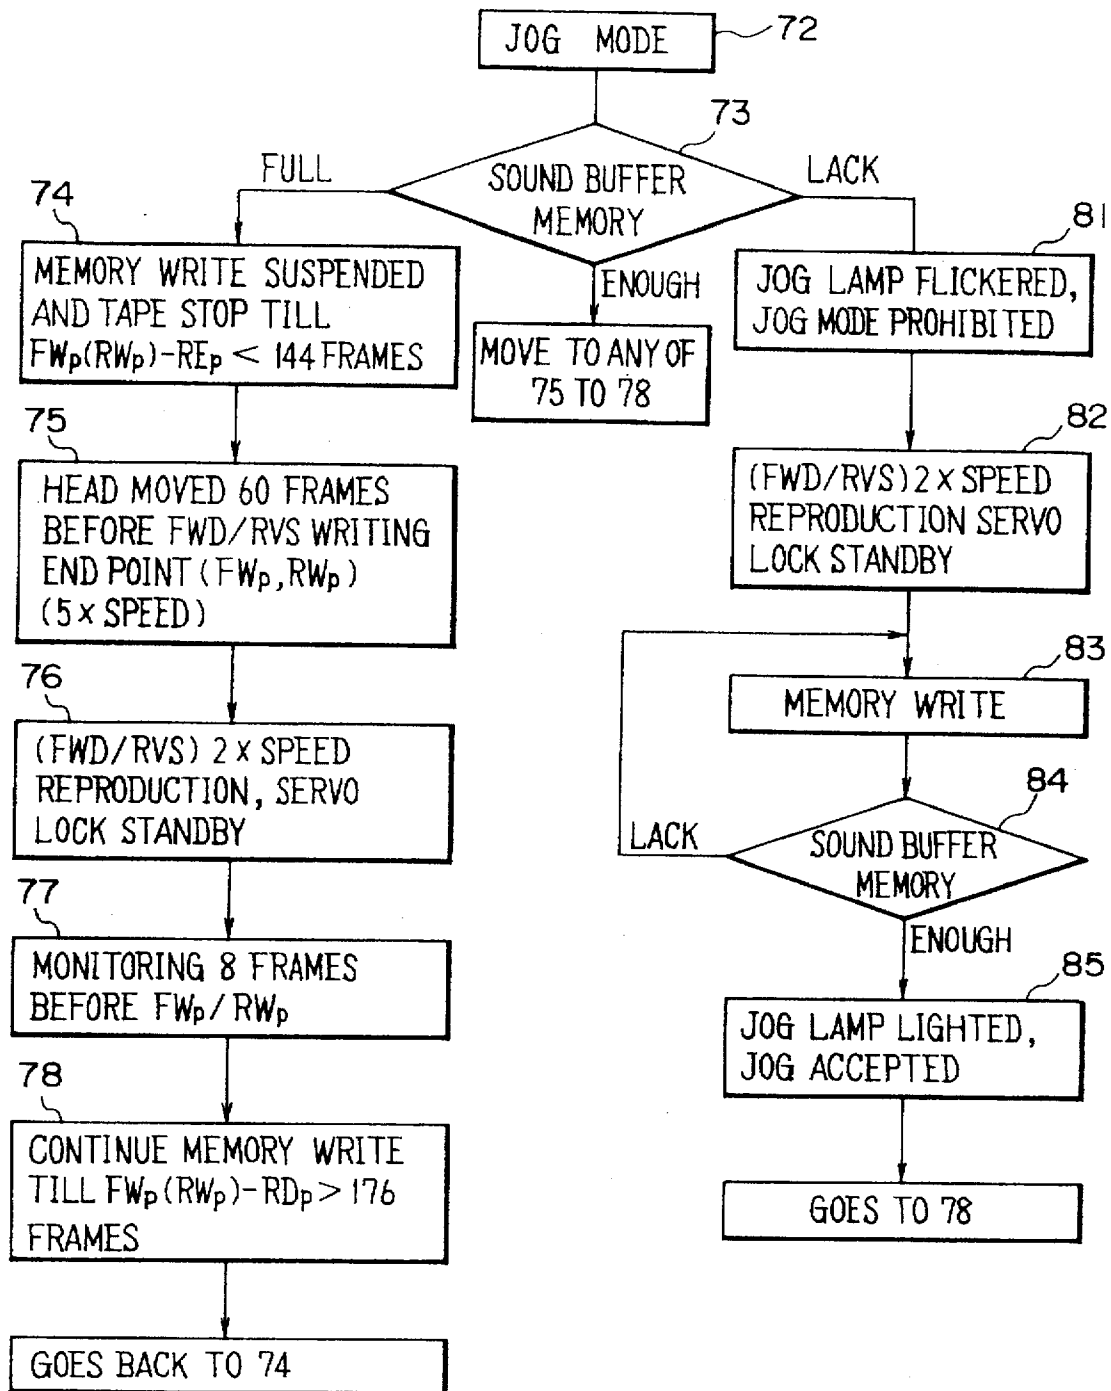 JOG MODE
72
73
SOUND BUFFER
MEMORY
FULL
LACK
ENOUGH
MOVE TO ANY OF
75 TO 78
74
MEMORY WRITE SUSPENDED
AND TAPE STOP TILL
FWp(RWp)-REp < 144 FRAMES
75
HEAD MOVED 60 FRAMES
BEFORE FWD/RVS WRITING
END POINT (FWp,RWp)
(5× SPEED)
76
(FWD/RVS) 2×SPEED
REPRODUCTION, SERVO
LOCK STANDBY
77
MONITORING 8 FRAMES
BEFORE FWp/RWp
78
CONTINUE MEMORY WRITE
TILL FWp(RWp)-RDp > 176
FRAMES
GOES BACK TO 74
81
JOG LAMP FLICKERED,
JOG MODE PROHIBITED
82
(FWD/RVS) 2×SPEED
REPRODUCTION SERVO
LOCK STANDBY
83
MEMORY WRITE
84
SOUND BUFFER
MEMORY
LACK
ENOUGH
85
JOG LAMP LIGHTED,
JOG ACCEPTED
GOES TO 78